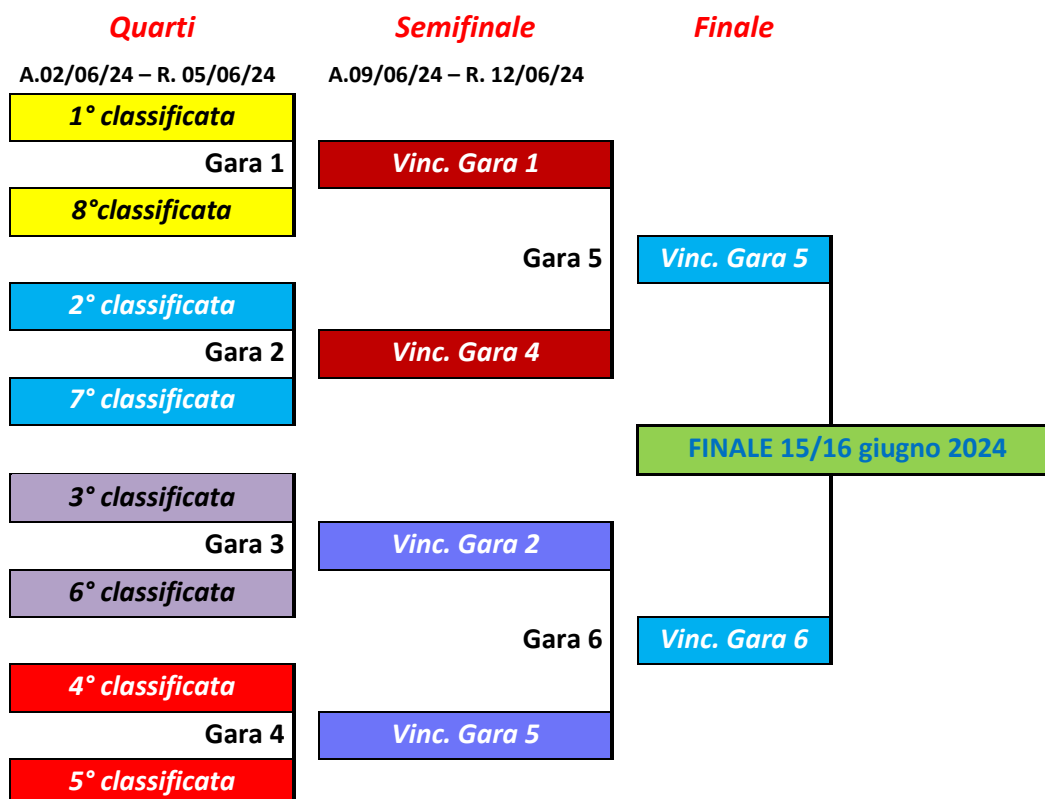 Quarti
Semifinale
Finale
A.02/06/24 – R. 05/06/24
A.09/06/24 – R. 12/06/24
1° classificata
Gara 1
8°classificata
2° classificata
Gara 2
7° classificata
3° classificata
Gara 3
6° classificata
4° classificata
Gara 4
5° classificata
Vinc. Gara 1
Gara 5
Vinc. Gara 4
Vinc. Gara 2
Gara 6
Vinc. Gara 5
Vinc. Gara 5
FINALE 15/16 giugno 2024
Vinc. Gara 6